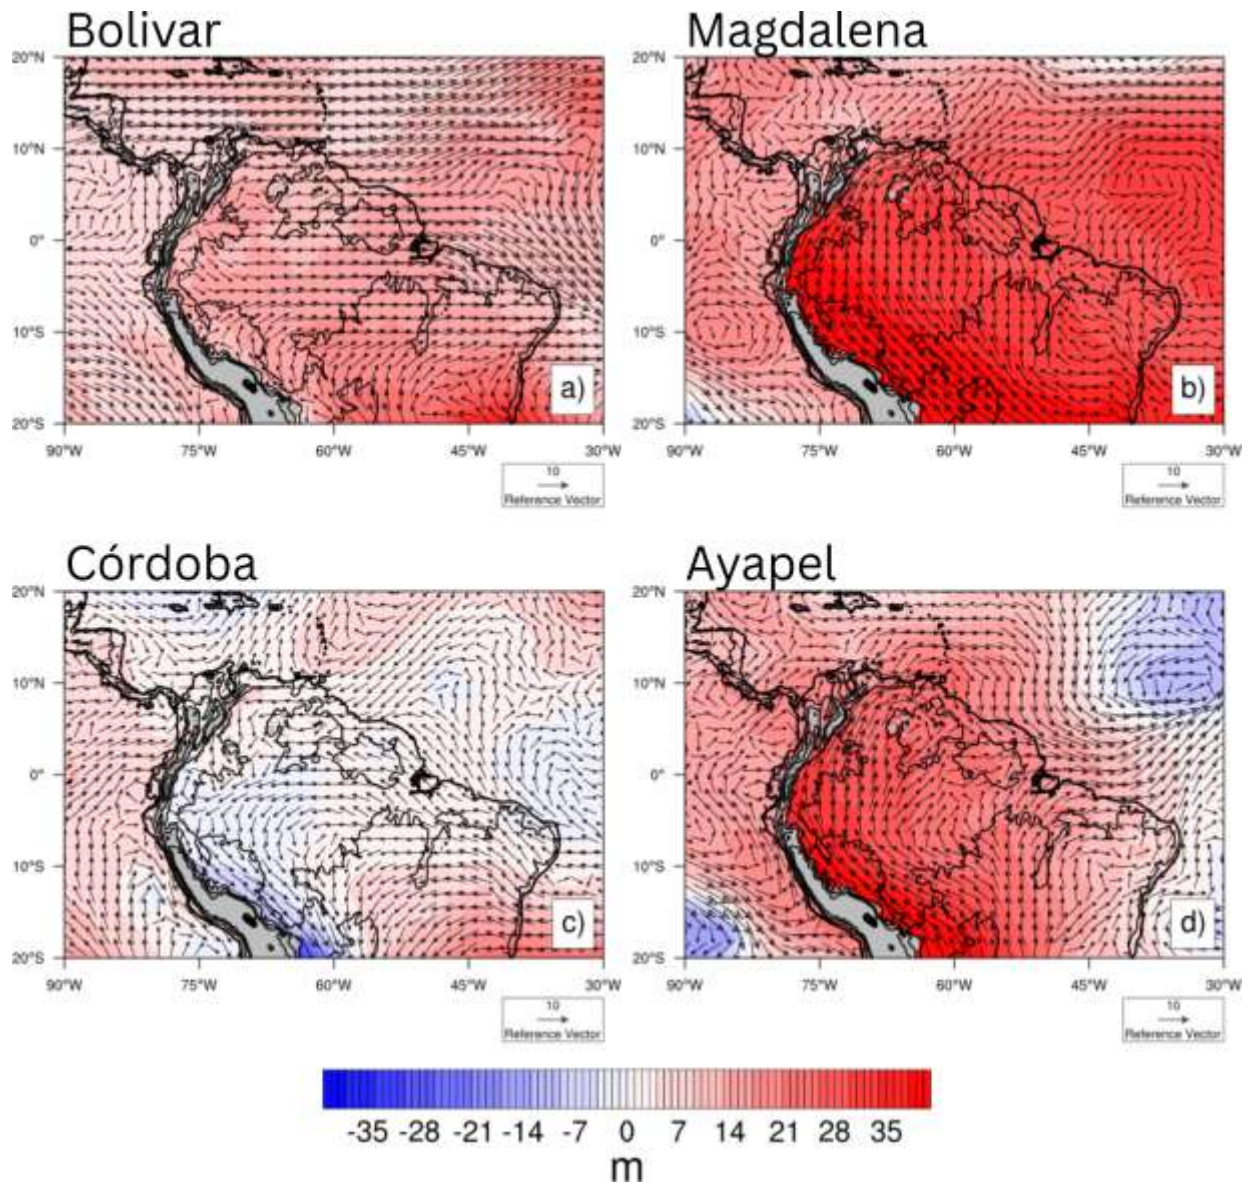 Bolivar
Magdalena
20°N
20°N
10°N
10°N
0°
0°
10°S
10°S
a)
b)
20°S
20°S
90°W 75°W 60°W 45°W 30°W
90°W 75°W 60°W 45°W 30°W
10
Reference Vector
10
Reference Vector
Córdoba
Ayapel
20°N
20°N
10°N
10°N
0°
0°
10°S
10°S
c)
d)
20°S
20°S
90°W 75°W 60°W 45°W 30°W
90°W 75°W 60°W 45°W 30°W
10
Reference Vector
10
Reference Vector
-35 -28 -21 -14 -7 0 7 14 21 28 35
m